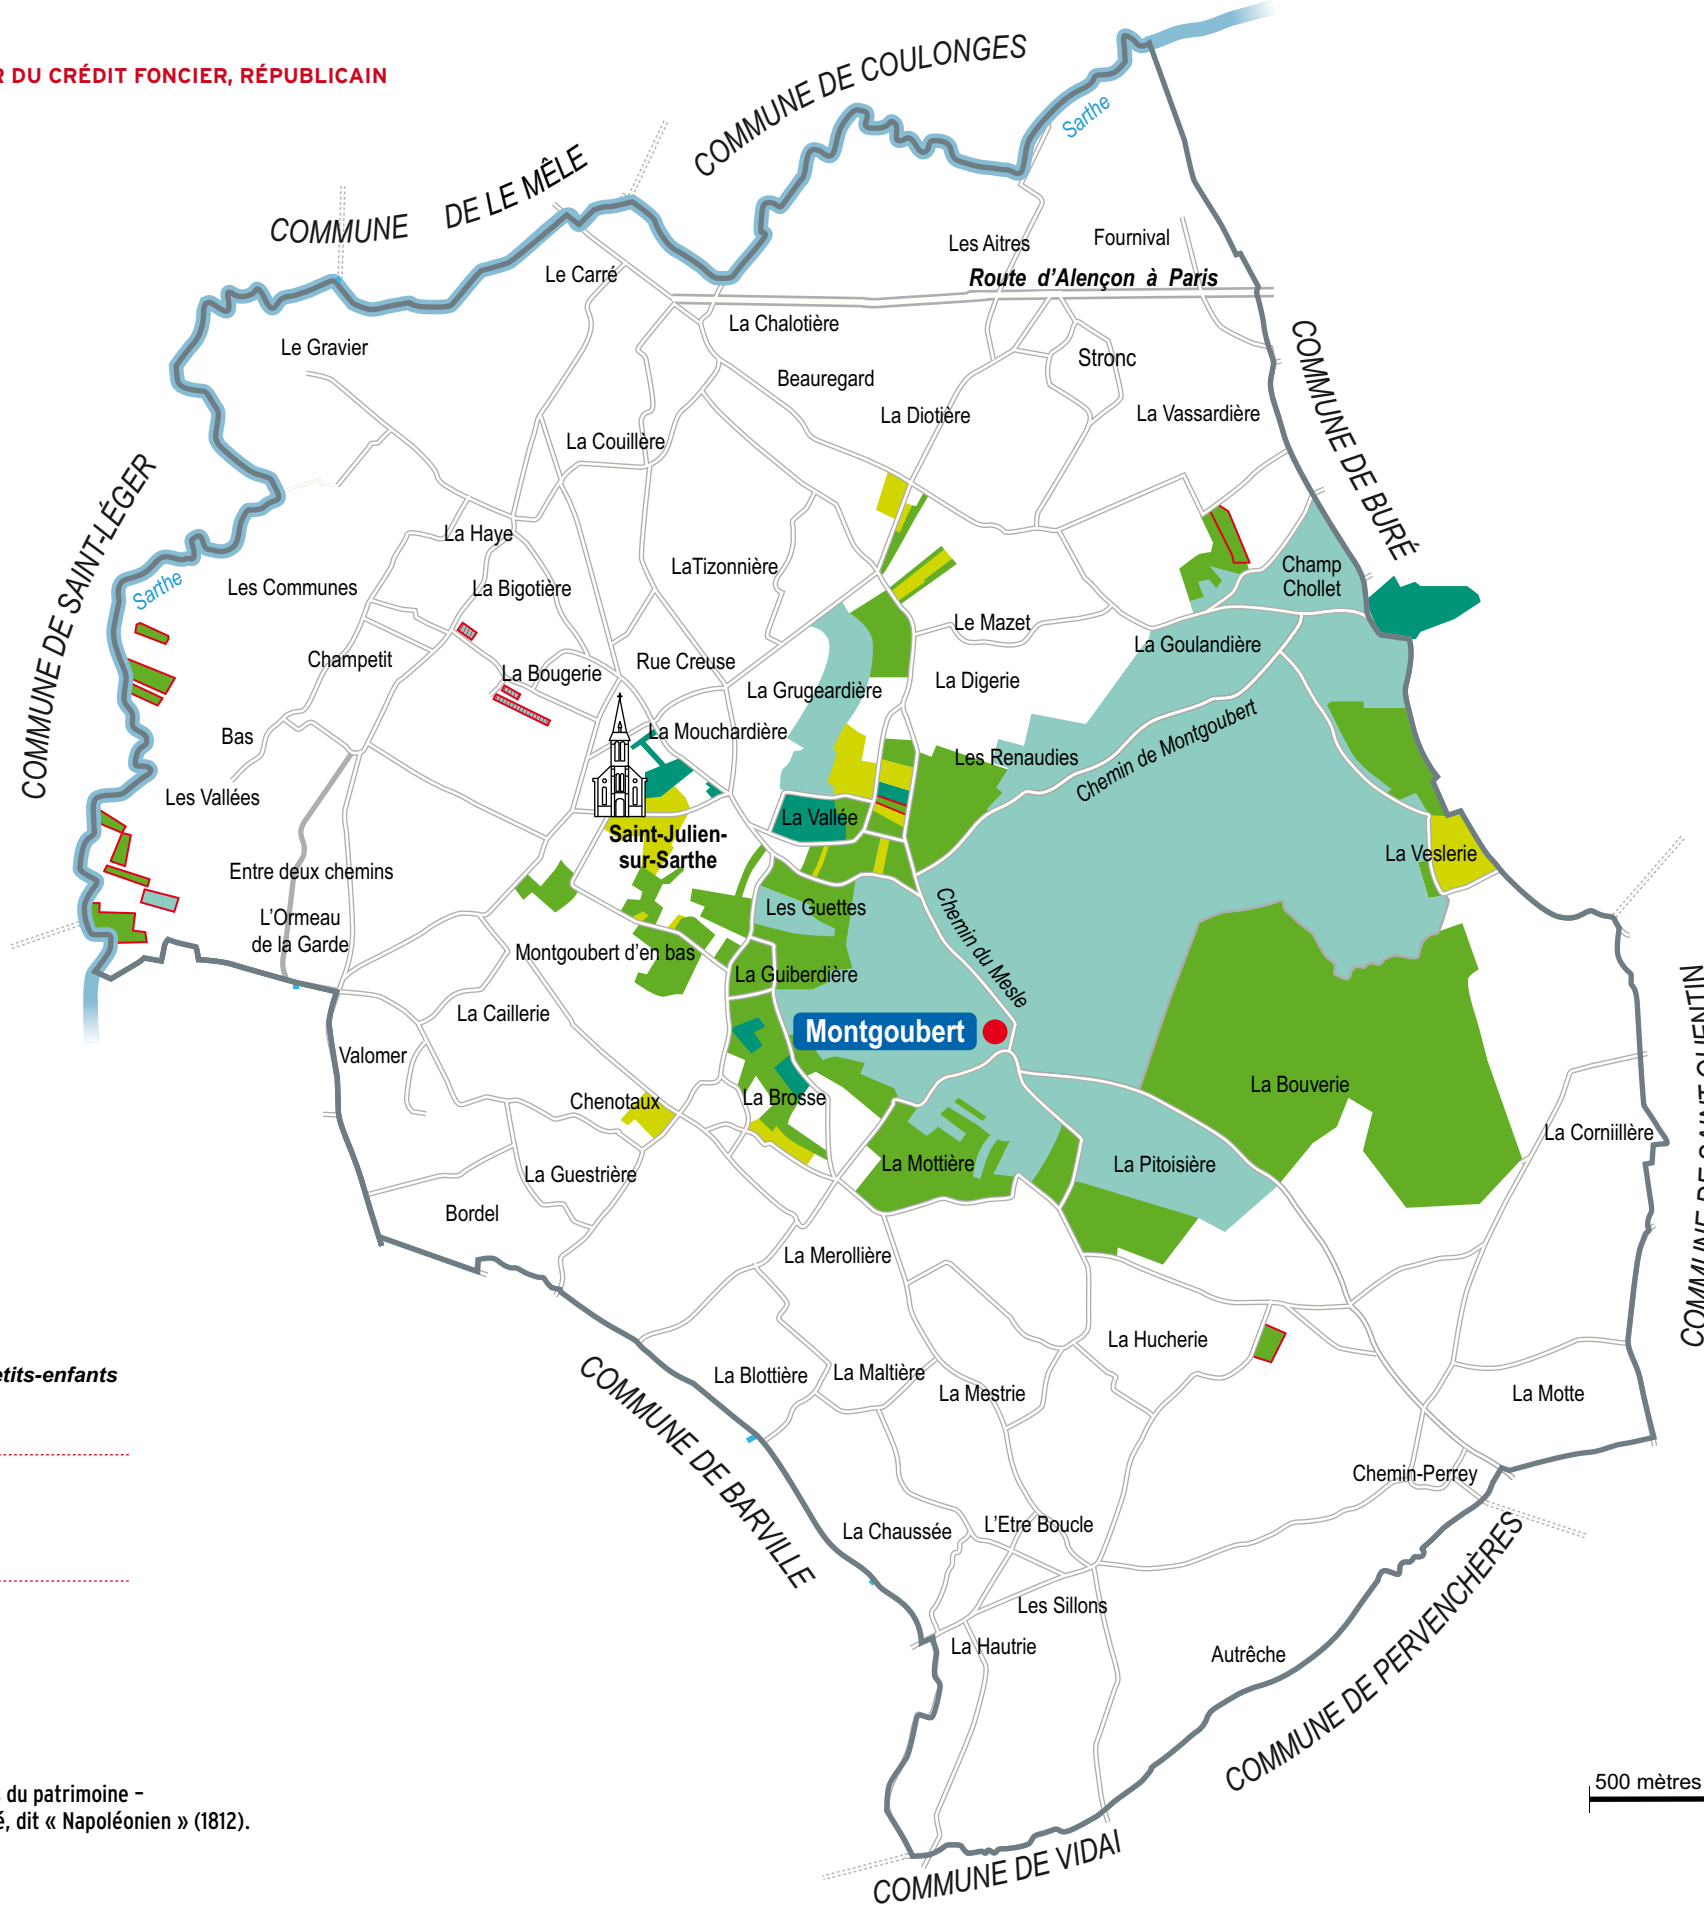 R DU CRÉDIT FONCIER, RÉPUBLICAIN
COMMUNE DE COULONGES
Sarthe
COMMUNE DE LE MÊLE
Les Aitres
Fournival
Le Carré
Route d'Alençon à Paris
La Chalotière
Le Gravier
Stronc
Beauregard
COMMUNE DE BURÉ
La Diotière
La Vassardière
La Couillère
COMMUNE DE SAINT-LÉGER
La Haye
LaTizonnière
Champ
Chollet
Sarthe
Les Communes
La Bigotière
Le Mazet
La Goulandière
Champetit
Rue Creuse
La Bougerie
La Digerie
La Grugeardière
Bas
La Mouchardière
Les Renaudies
Chemin de Montgoubert
Les Vallées
La Vallée
Saint-Julien-
sur-Sarthe
La Veslerie
Entre deux chemins
L'Ormeau
de la Garde
Les Guettes
Chemin du Mesle
Montgoubert d'en bas
La Guiberdière
La Caillerie
Montgoubert
Valomer
La Bouverie
Chenotaux
La Brosse
La Corniillère
COMMUNE DE SAINT-QUENTIN
La Mottière
La Pitoisière
La Guestrière
Bordel
La Merollière
La Hucherie
etits-enfants
La Blottière
La Maltière
La Mestrie
La Motte
COMMUNE DE BARVILLE
Chemin-Perrey
La Chaussée
L'Etre Boucle
Les Sillons
La Hautrie
Autrêche
COMMUNE DE PERVENCHÈRES
du patrimoine –
é, dit « Napoléonien » (1812).
500 mètres
COMMUNE DE VIDAI